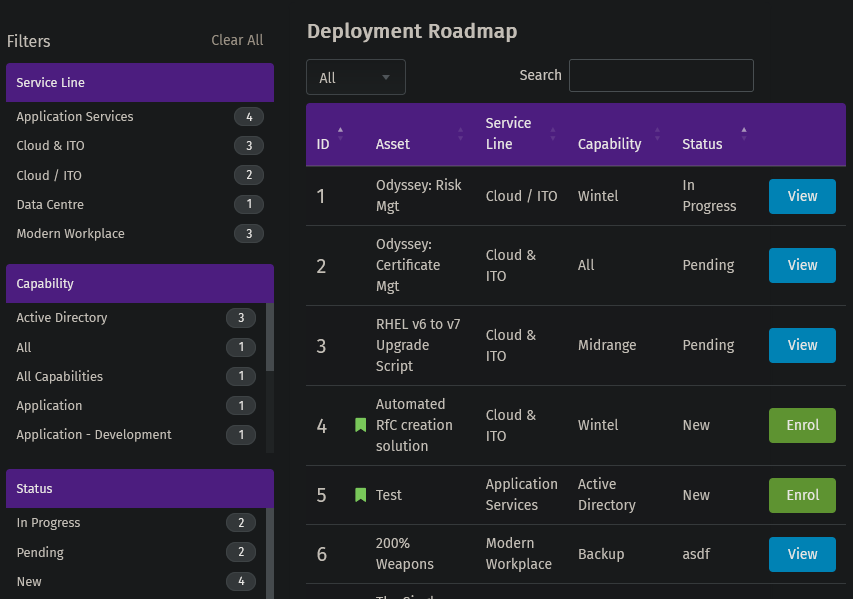 Filters
Clear All
Service Line
Application Services 4
Cloud & ITO 3
Cloud / ITO 2
Data Centre 1
Modern Workplace 3
Capability
Active Directory 3
All 1
All Capabilities 1
Application 1
Application - Development 1
Status
In Progress 2
Pending 2
New 4
Deployment Roadmap
All
Search
ID Asset Service
Line Capability Status
1 Odyssey: Risk
Mgt Cloud / ITO Wintel In
Progress View
2 Odyssey:
Certificate
Mgt Cloud &
ITO All Pending View
3 RHEL v6 to v7
Upgrade
Script Cloud &
ITO Midrange Pending View
4 Automated
RfC creation
solution Cloud &
ITO Wintel New Enrol
5 Test Application
Services Active
Directory New Enrol
6 200%
Weapons Modern
Workplace Backup asdf View